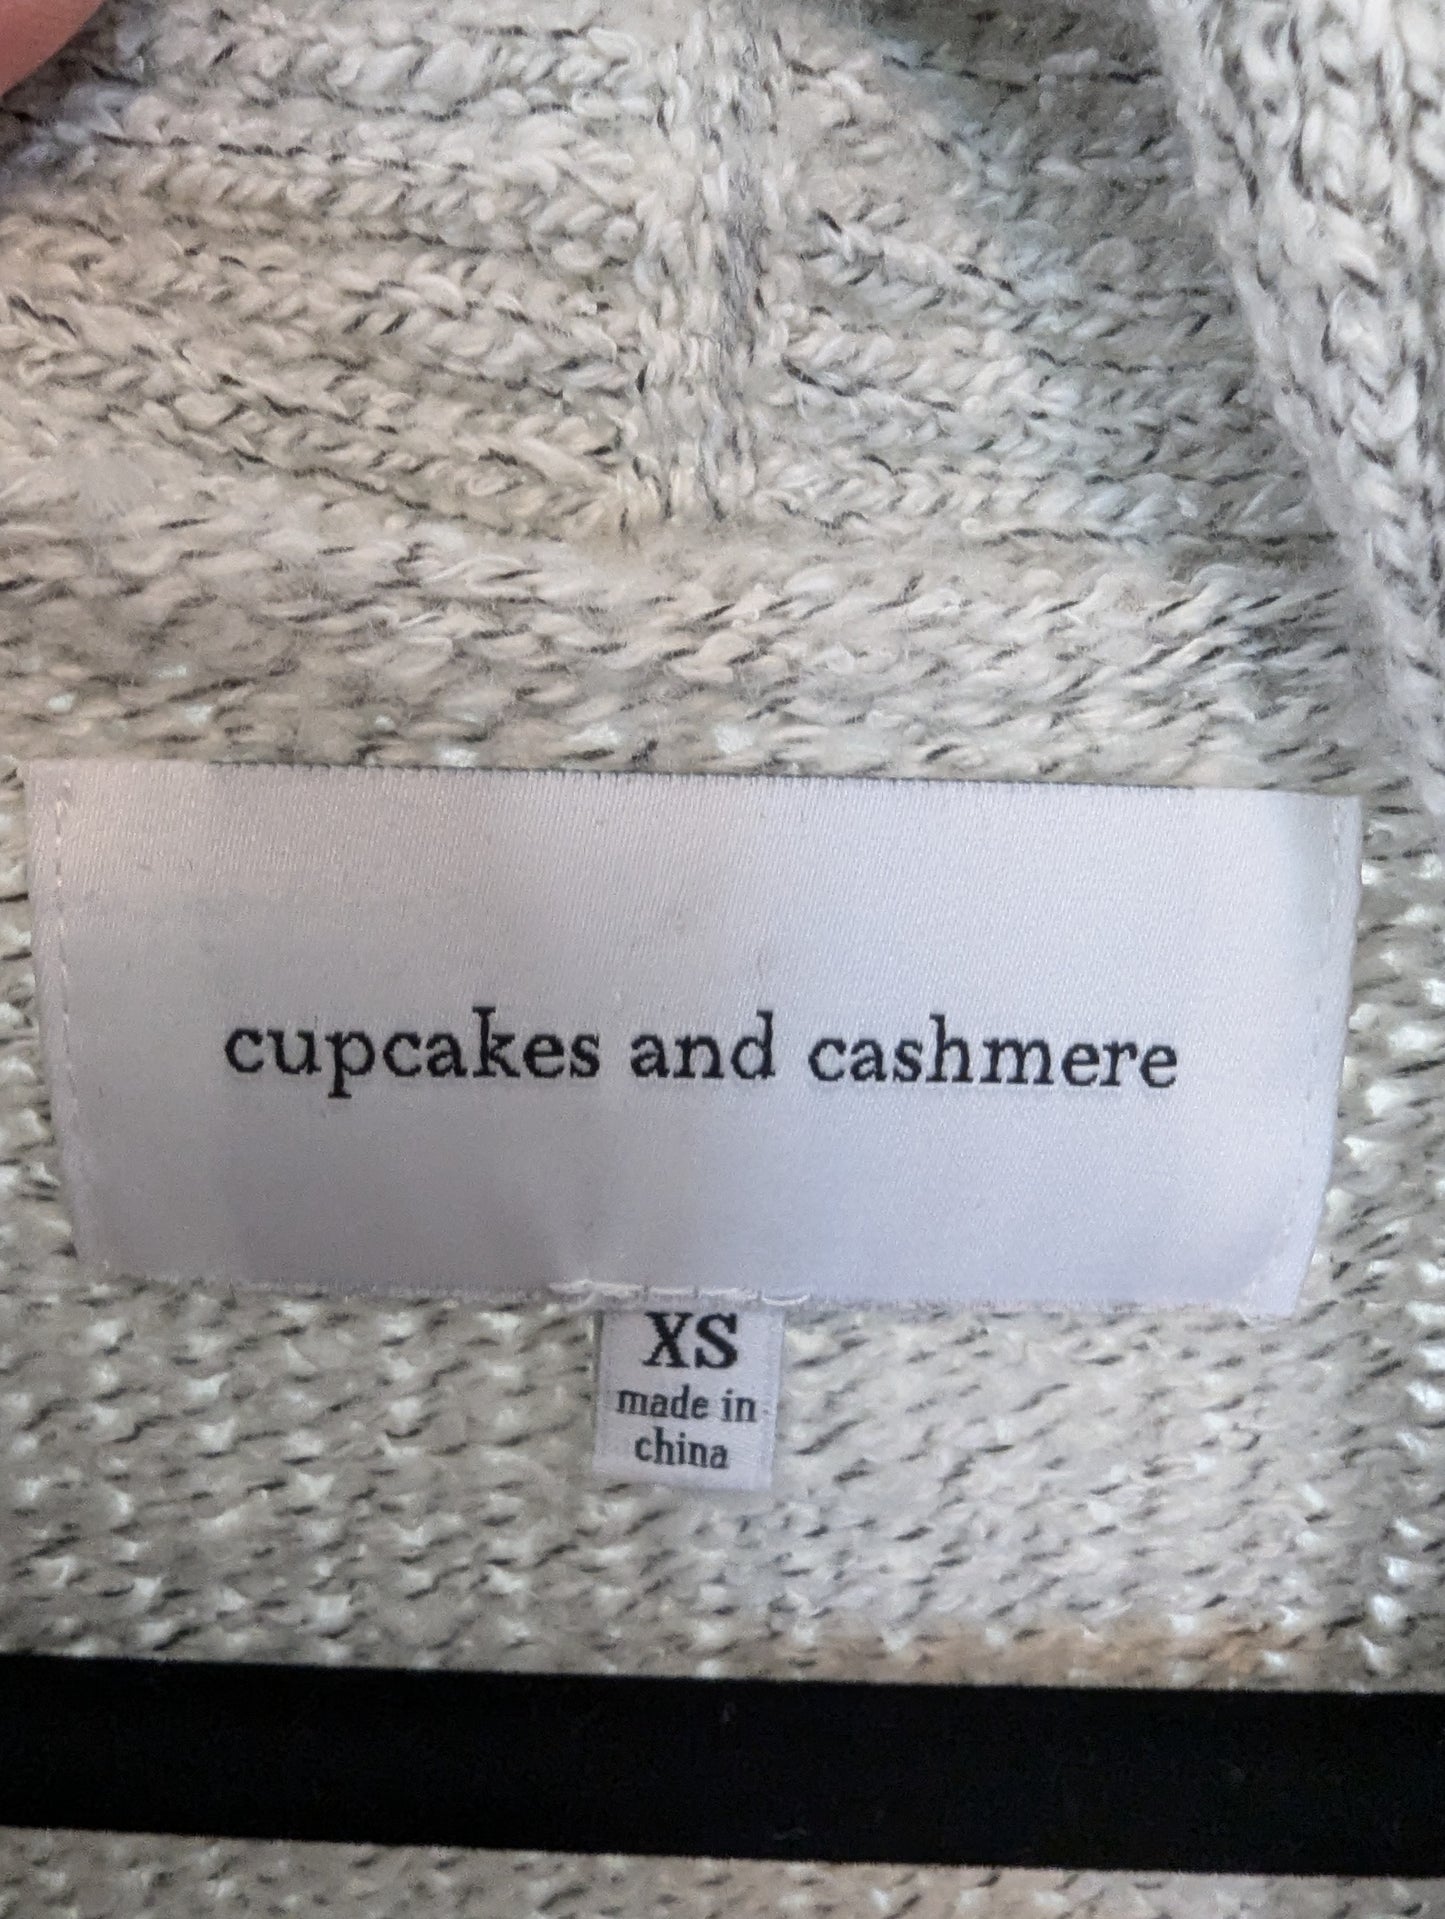 cupcakes and cashmere
XS
made in
china